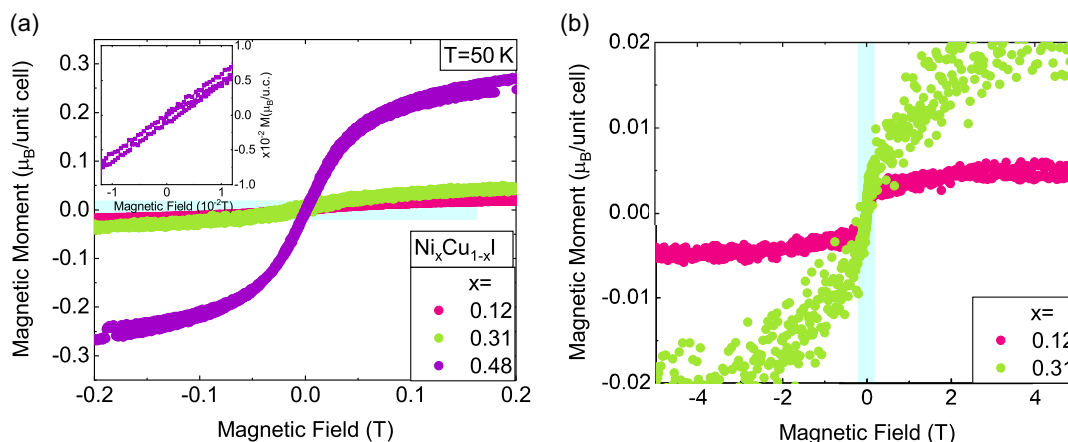 (a)
(b)
T=50 K
Magnetic Moment (μB/unit cell)
0.3
0.2
0.1
0.0
-0.1
-0.2
-0.3
-0.2
-0.1
0.0
0.1
0.2
Magnetic Field (T)
1.0
0.5
0.0
-0.5
-1.0
x10⁻² M(μB/u.c.)
-1
0
1
Magnetic Field (10⁻²T)
NixCu1-xI
x=
0.12
0.31
0.48
Magnetic Moment (μB/unit cell)
0.02
0.01
0.00
-0.01
-0.02
-4
-2
0
2
4
Magnetic Field (T)
x=
0.12
0.31